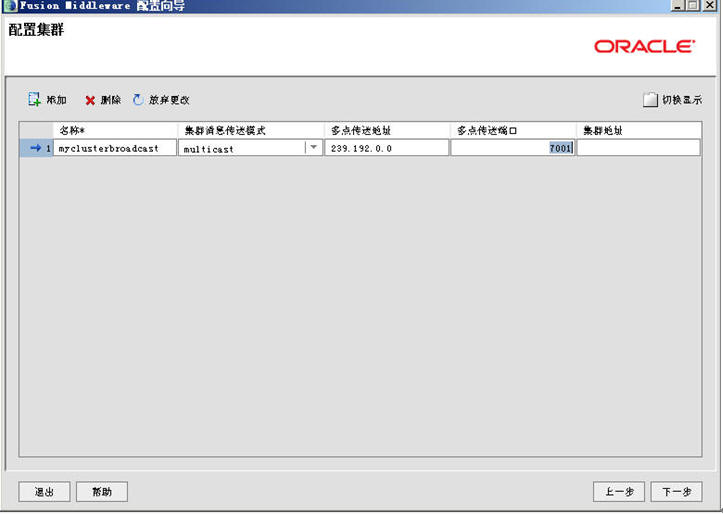 Fusion Middleware 配置向导
配置集群
ORACLE
添加 删除 放弃更改 切换显示
名称* 集群消息传送模式 多点传送地址 多点传送端口 集群地址
1 myclusterbroadcast multicast 239.192.0.0 7001
退出 帮助 上一步 下一步